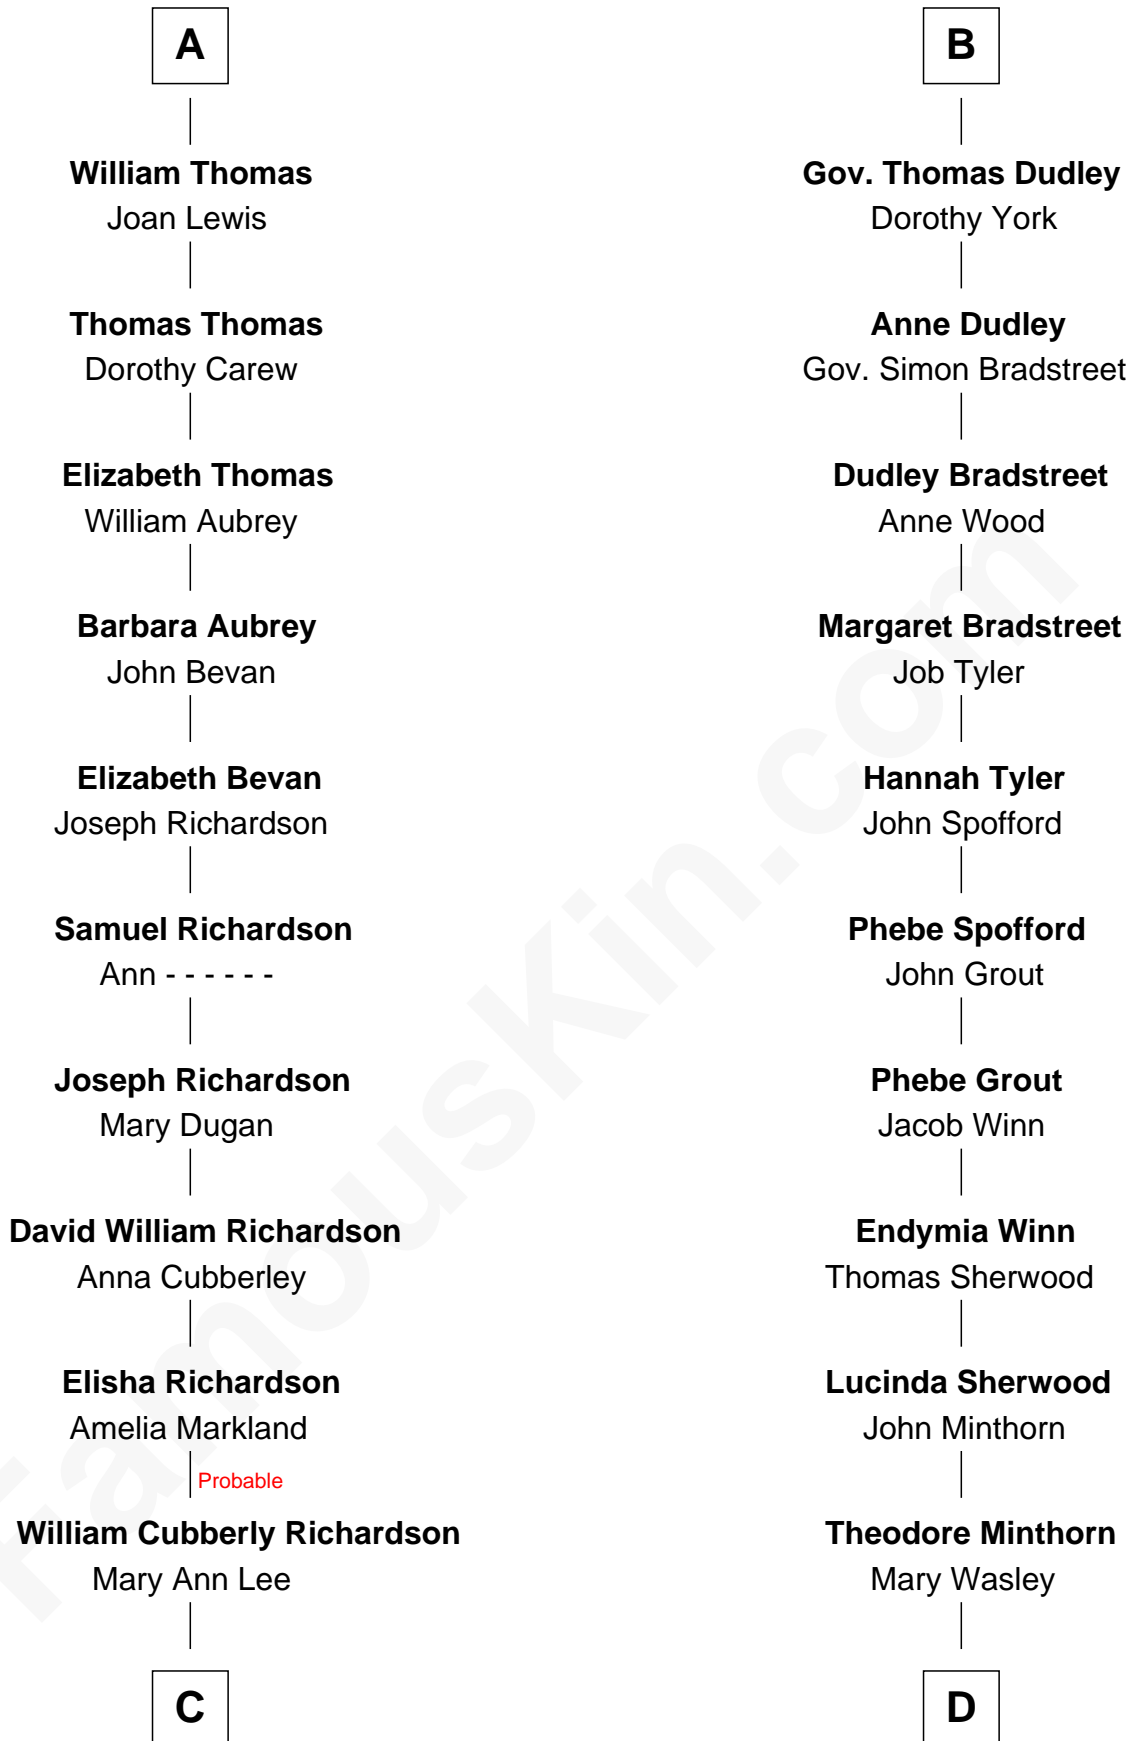 A
William Thomas
Joan Lewis
Thomas Thomas
Dorothy Carew
Elizabeth Thomas
William Aubrey
Barbara Aubrey
John Bevan
Elizabeth Bevan
Joseph Richardson
Samuel Richardson
Ann - - - - - -
Joseph Richardson
Mary Dugan
David William Richardson
Anna Cubberley
Elisha Richardson
Amelia Markland
Probable
William Cubberly Richardson
Mary Ann Lee
C
B
Gov. Thomas Dudley
Dorothy York
Anne Dudley
Gov. Simon Bradstreet
Dudley Bradstreet
Anne Wood
Margaret Bradstreet
Job Tyler
Hannah Tyler
John Spofford
Phebe Spofford
John Grout
Phebe Grout
Jacob Winn
Endymia Winn
Thomas Sherwood
Lucinda Sherwood
John Minthorn
Theodore Minthorn
Mary Wasley
D
FamousKin.com